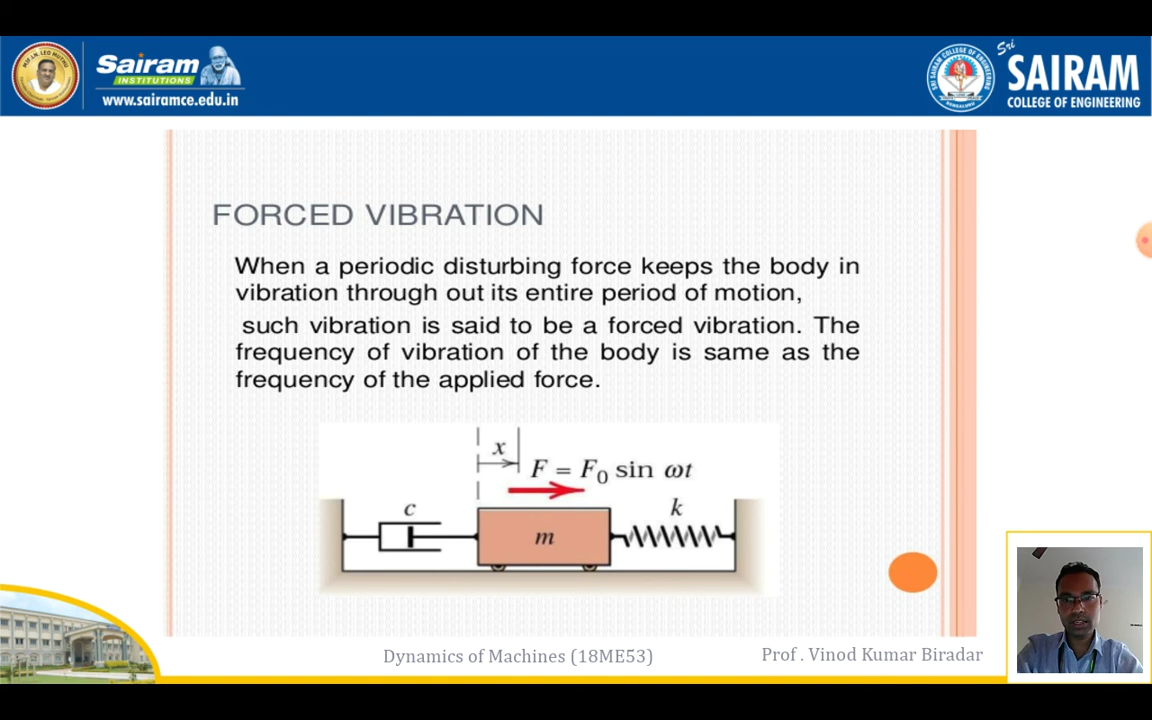 Sairam
INSTITUTIONS
www.sairamce.edu.in
Sri
SAIRAM
COLLEGE OF ENGINEERING
FORCED VIBRATION
When a periodic disturbing force keeps the body in
vibration through out its entire period of motion,
such vibration is said to be a forced vibration. The
frequency of vibration of the body is same as the
frequency of the applied force.
x
F = F₀ sin ωt
c
k
m
Dynamics of Machines (18ME53)
Prof . Vinod Kumar Biradar